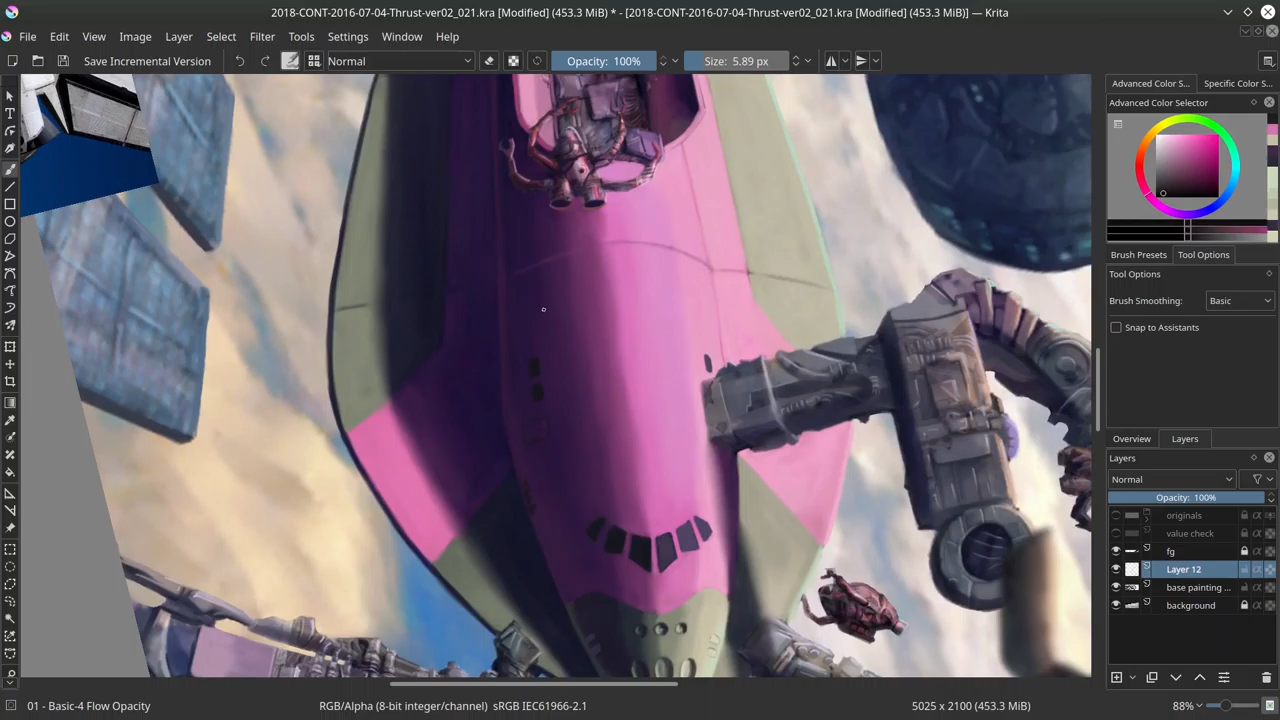 2018-CONT-2016-07-04-Thrust-ver02_021.kra [Modified] (453.3 MiB) * - [2018-CONT-2016-07-04-Thrust-ver02_021.kra [Modified] (453.3 MiB)] — Krita
File Edit View Image Layer Select Filter Tools Settings Window Help
Save Incremental Version Normal Opacity: 100% Size: 5.89 px
Advanced Color S... Specific Color S...
Advanced Color Selector
Brush Presets Tool Options
Tool Options
Brush Smoothing: Basic
Snap to Assistants
Overview Layers
Layers
Normal
Opacity: 100%
originals
value check
fg
Layer 12
base painting ...
background
01 - Basic-4 Flow Opacity RGB/Alpha (8-bit integer/channel) sRGB IEC61966-2.1 5025 x 2100 (453.3 MiB) 88%